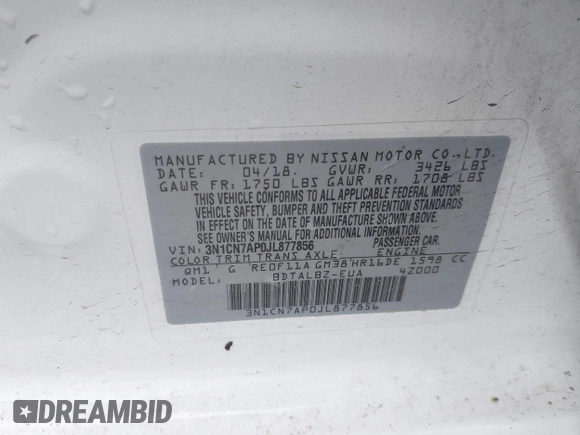 MANUFACTURED BY NISSAN MOTOR CO.,LTD.
DATE: 04/18. GVWR: 3426 LBS
GAWR FR: 1750 LBS GAWR RR: 1708 LBS
THIS VEHICLE CONFORMS TO ALL APPLICABLE FEDERAL MOTOR
VEHICLE SAFETY, BUMPER AND THEFT PREVENTION STANDARDS
IN EFFECT ON THE DATE OF MANUFACTURE SHOWN ABOVE.
SEE OWNER'S MANUAL FOR ADDITIONAL INFORMATION.
VIN: 3N1CN7AP0JL877856 PASSENGER CAR.
COLOR TRIM TRANS AXLE ENGINE
QM1 G RE0F11A GM38 HR16DE 1598 CC
MODEL: BDTALBZ-EUA 4Z000
3N1CN7AP0JL877856
DREAMBID